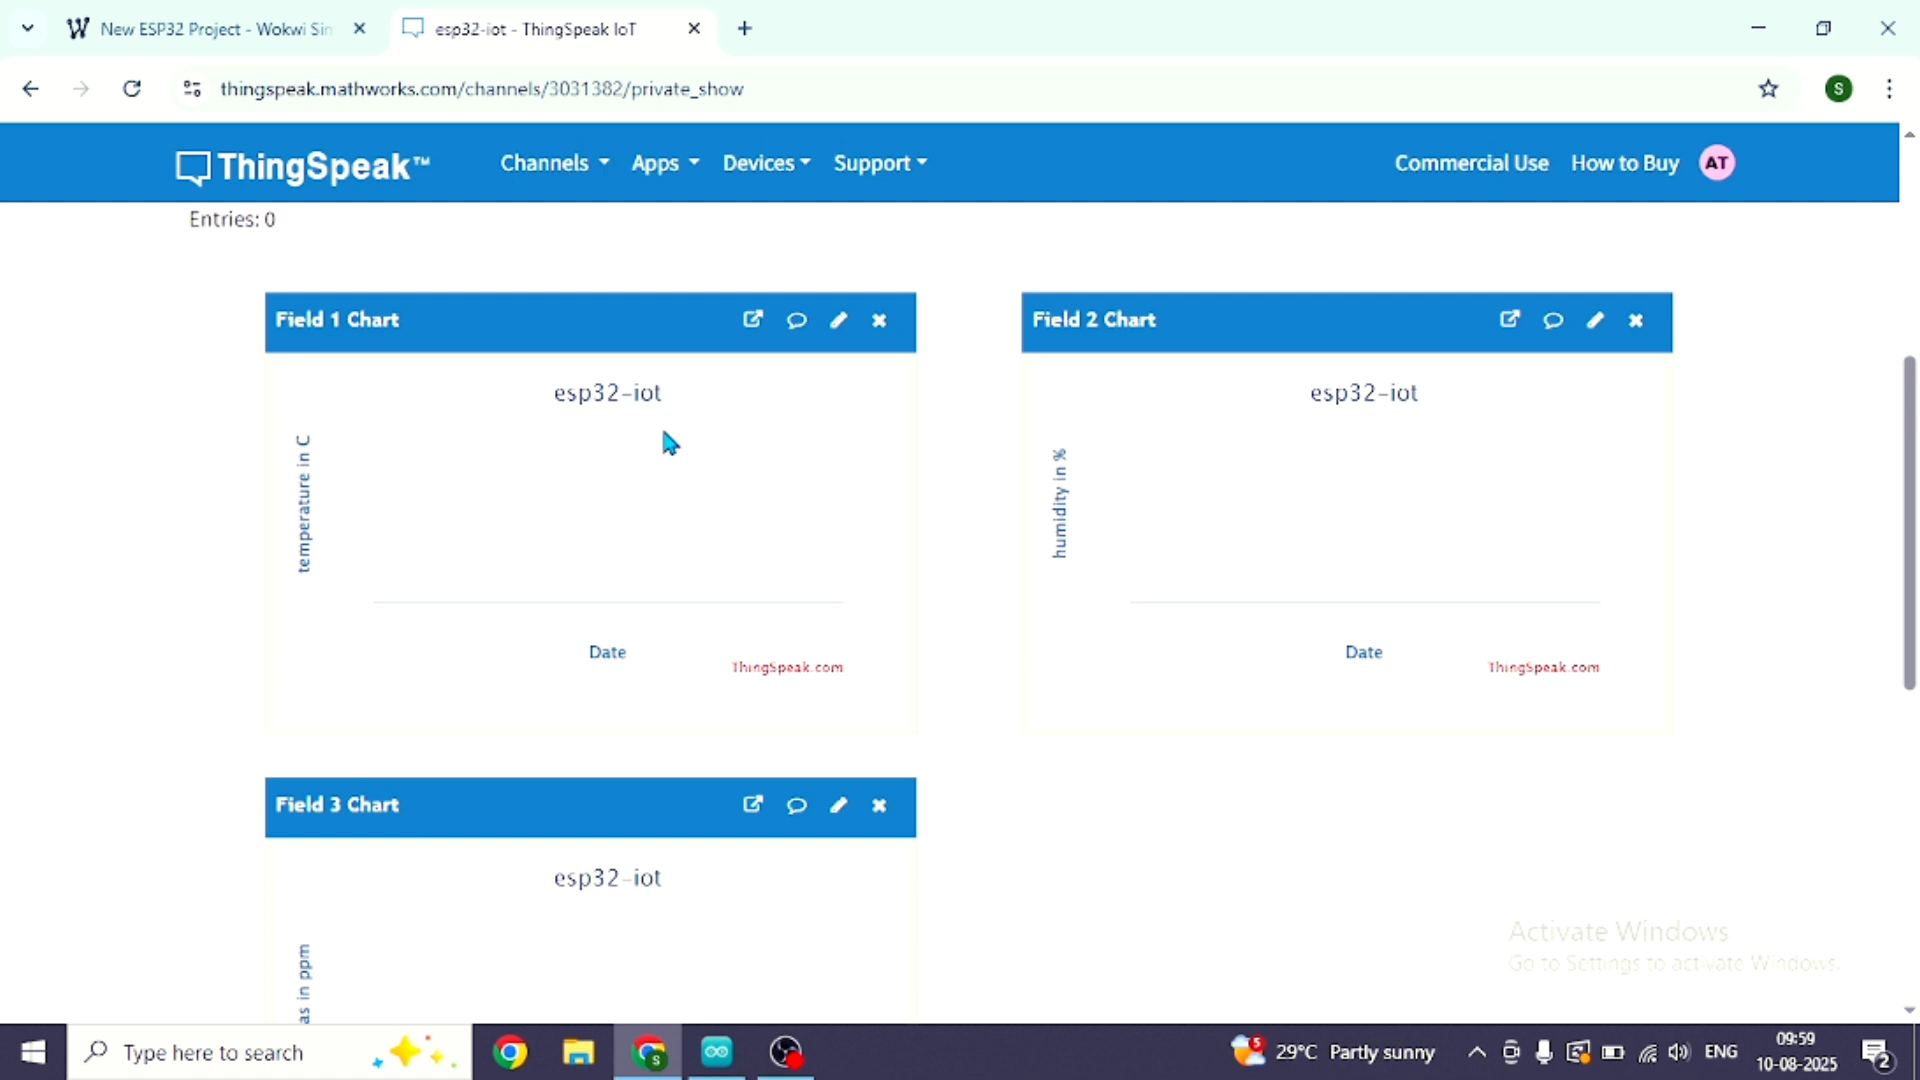 New ESP32 Project - Wokwi Sim
esp32-iot - ThingSpeak IoT
thingspeak.mathworks.com/channels/3031382/private_show
S
ThingSpeak™
Channels
Apps
Devices
Support
Commercial Use
How to Buy
AT
Entries: 0
Field 1 Chart
esp32-iot
temperature in C
Date
ThingSpeak.com
Field 2 Chart
esp32-iot
humidity in %
Date
ThingSpeak.com
Field 3 Chart
esp32-iot
as in ppm
Activate Windows
Go to Settings to activate Windows.
Type here to search
S
5
29°C Partly sunny
ENG
09:59
10-08-2025
2